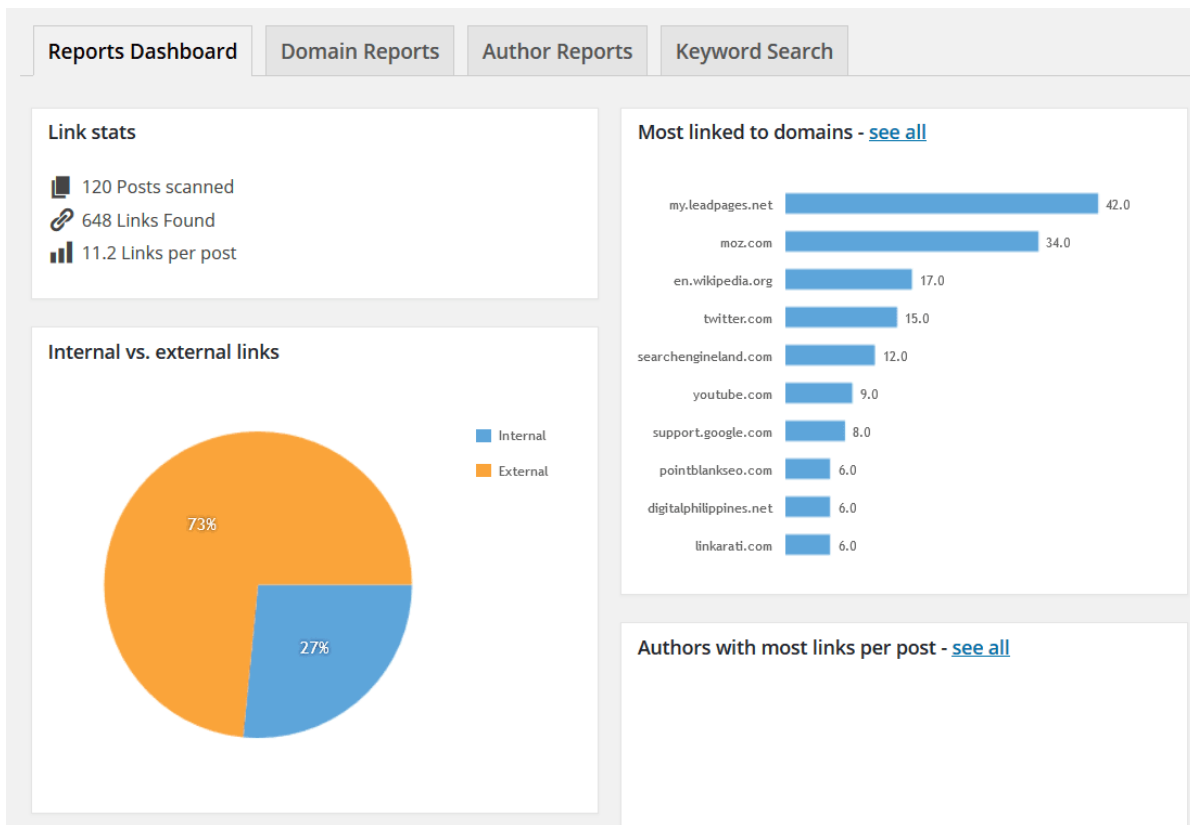 Reports Dashboard
Domain Reports
Author Reports
Keyword Search
Link stats
120 Posts scanned
648 Links Found
11.2 Links per post
Internal vs. external links
Internal
External
73%
27%
Most linked to domains - see all
my.leadpages.net 42.0
moz.com 34.0
en.wikipedia.org 17.0
twitter.com 15.0
searchengineland.com 12.0
youtube.com 9.0
support.google.com 8.0
pointblankseo.com 6.0
digitalphilippines.net 6.0
linkarati.com 6.0
Authors with most links per post - see all